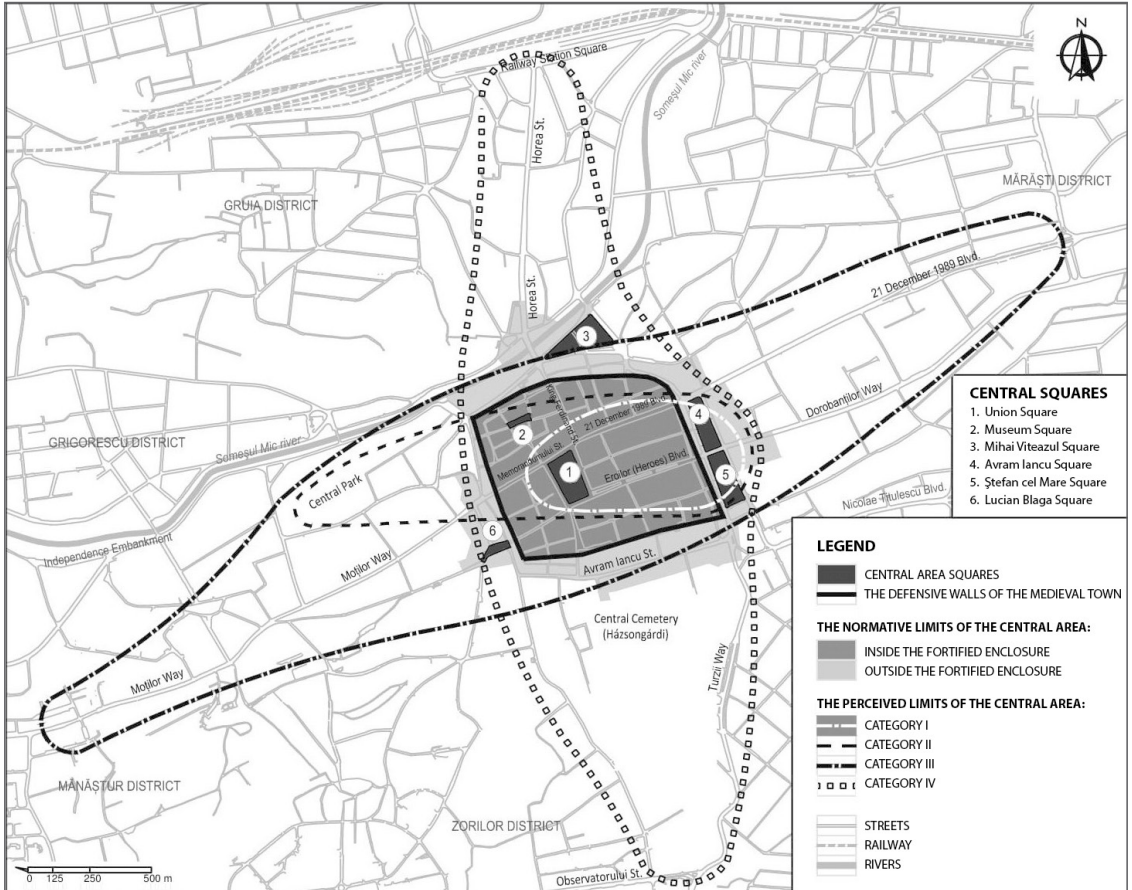 N
Railway Station Square
Someşul Mic river
Horea St.
MĂRĂŞTI DISTRICT
GRUIA DISTRICT
21 December 1989 Blvd.
Horea St.
3
Dorobanţilor Way
GRIGORESCU DISTRICT
Someşul Mic river
King Ferdinand St.
21 December 1989 Blvd.
4
2
Memorandumului St.
1
Eroilor (Heroes) Blvd.
5
Central Park
Nicolae Titulescu Blvd.
6
Independence Embankment
Moţilor Way
Avram Iancu St.
Central Cemetery
(Házsongárdi)
Turzii Way
Moţilor Way
MĂNĂŞTUR DISTRICT
ZORILOR DISTRICT
Observatorului St.
0 125 250 500 m
CENTRAL SQUARES
1. Union Square
2. Museum Square
3. Mihai Viteazul Square
4. Avram Iancu Square
5. Ştefan cel Mare Square
6. Lucian Blaga Square
LEGEND
CENTRAL AREA SQUARES
THE DEFENSIVE WALLS OF THE MEDIEVAL TOWN
THE NORMATIVE LIMITS OF THE CENTRAL AREA:
INSIDE THE FORTIFIED ENCLOSURE
OUTSIDE THE FORTIFIED ENCLOSURE
THE PERCEIVED LIMITS OF THE CENTRAL AREA:
CATEGORY I
CATEGORY II
CATEGORY III
CATEGORY IV
STREETS
RAILWAY
RIVERS